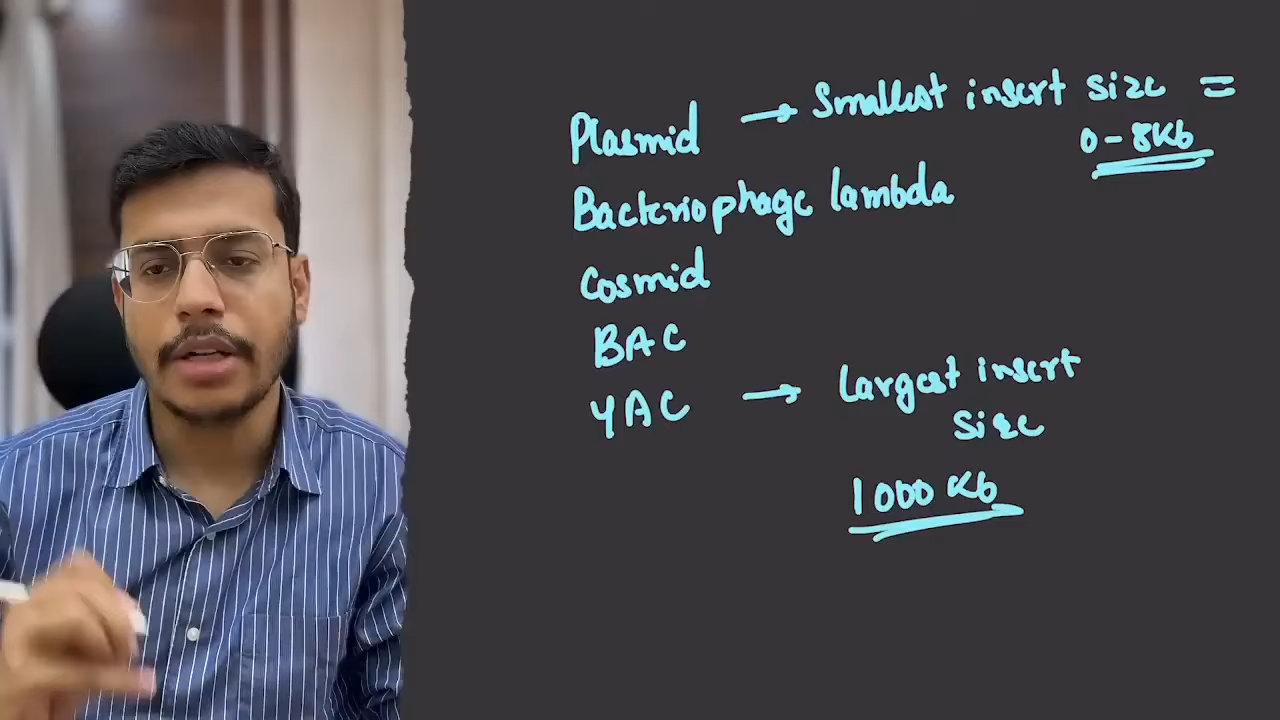 Plasmid → Smallest insert size =
0-8Kb
Bacteriophage lambda
Cosmid
BAC
YAC → Largest insert
size
1000 Kb